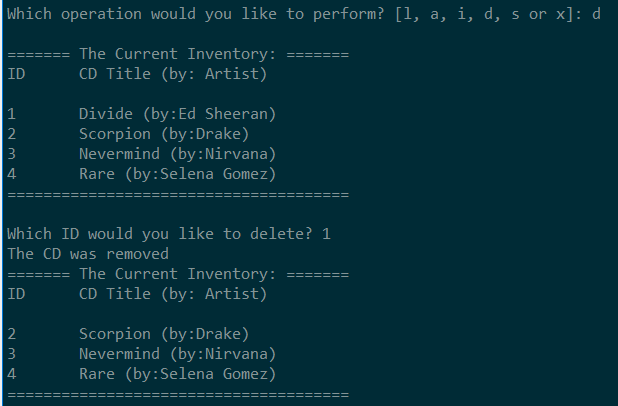 Which operation would you like to perform? [l, a, i, d, s or x]: d
======= The Current Inventory: =======
ID CD Title (by: Artist)
1 Divide (by:Ed Sheeran)
2 Scorpion (by:Drake)
3 Nevermind (by:Nirvana)
4 Rare (by:Selena Gomez)
======================================
Which ID would you like to delete? 1
The CD was removed
======= The Current Inventory: =======
ID CD Title (by: Artist)
2 Scorpion (by:Drake)
3 Nevermind (by:Nirvana)
4 Rare (by:Selena Gomez)
======================================